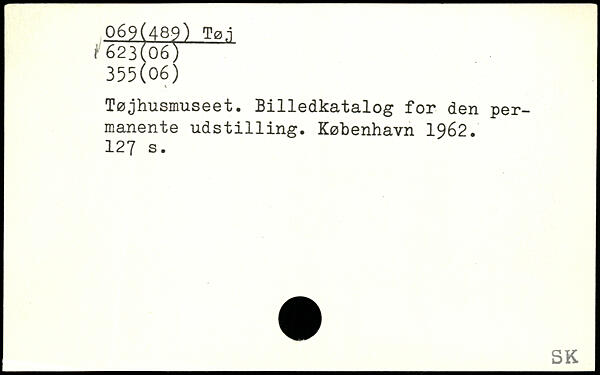 069(489) Tøj
623(06)
355(06)
Tøjhusmuseet. Billedkatalog for den per-
manente udstilling. København 1962.
127 s.
SK